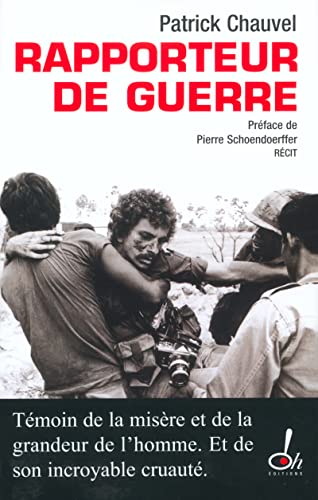 Patrick Chauvel
RAPPORTEUR
DE GUERRE
Préface de
Pierre Schoendoerffer
RÉCIT
Témoin de la misère et de la
grandeur de l'homme. Et de
son incroyable cruauté.
Oh
EDITIONS